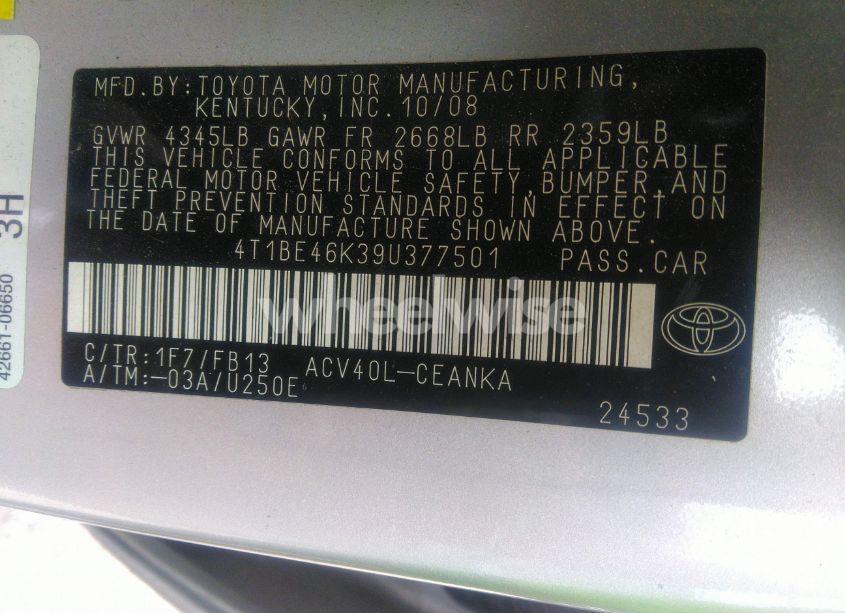 MFD.BY:TOYOTA MOTOR MANUFACTURING,
KENTUCKY,INC.10/08
GVWR 4345LB GAWR FR 2668LB RR 2359LB
THIS VEHICLE CONFORMS TO ALL APPLICABLE
FEDERAL MOTOR VEHICLE SAFETY,BUMPER,AND
THEFT PREVENTION STANDARDS IN EFFECT ON
THE DATE OF MANUFACTURE SHOWN ABOVE.
4T1BE46K39U377501 PASS.CAR
wheelwise
C/TR:1F7/FB13 ACV40L-CEANKA
A/TM:-03A/U250E
24533
42661-06650
3H